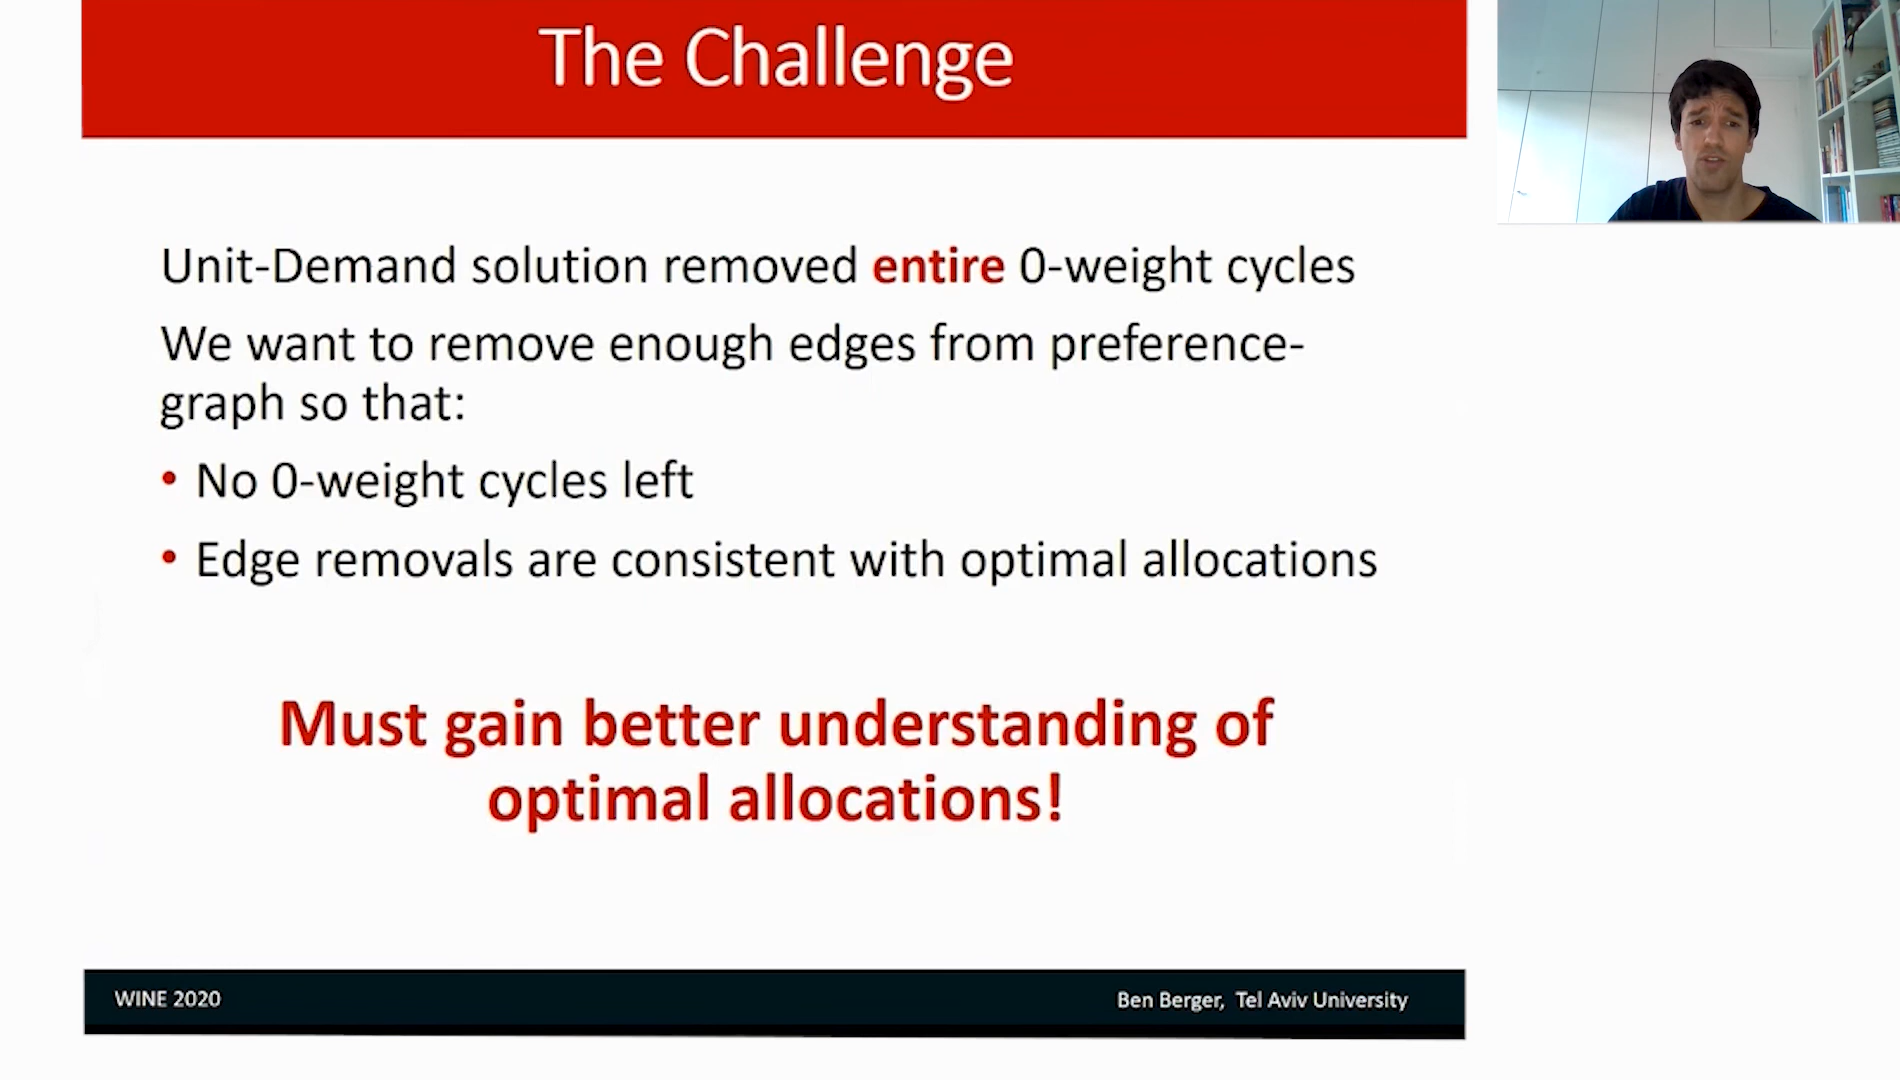 The Challenge
Unit-Demand solution removed entire 0-weight cycles
We want to remove enough edges from preference-
graph so that:
• No 0-weight cycles left
• Edge removals are consistent with optimal allocations
Must gain better understanding of
optimal allocations!
WINE 2020
Ben Berger, Tel Aviv University